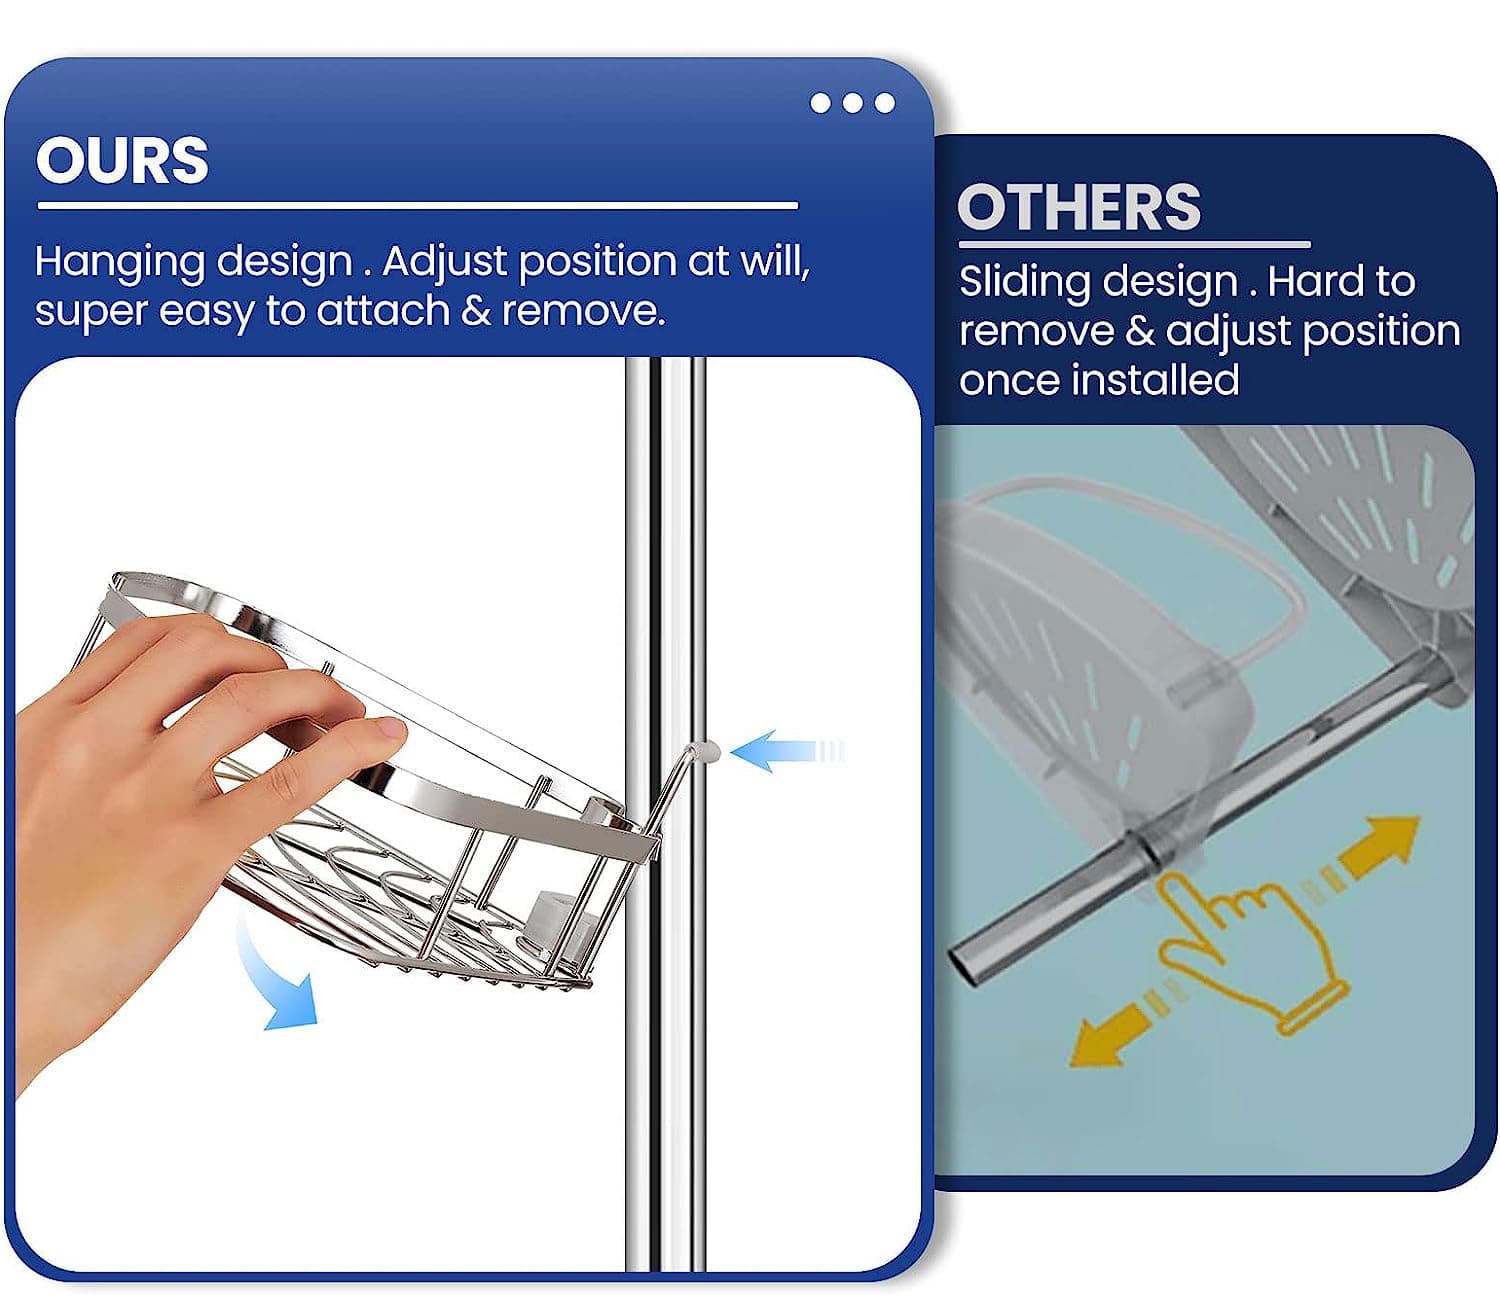 OURS
Hanging design . Adjust position at will,
super easy to attach & remove.
OTHERS
Sliding design . Hard to
remove & adjust position
once installed